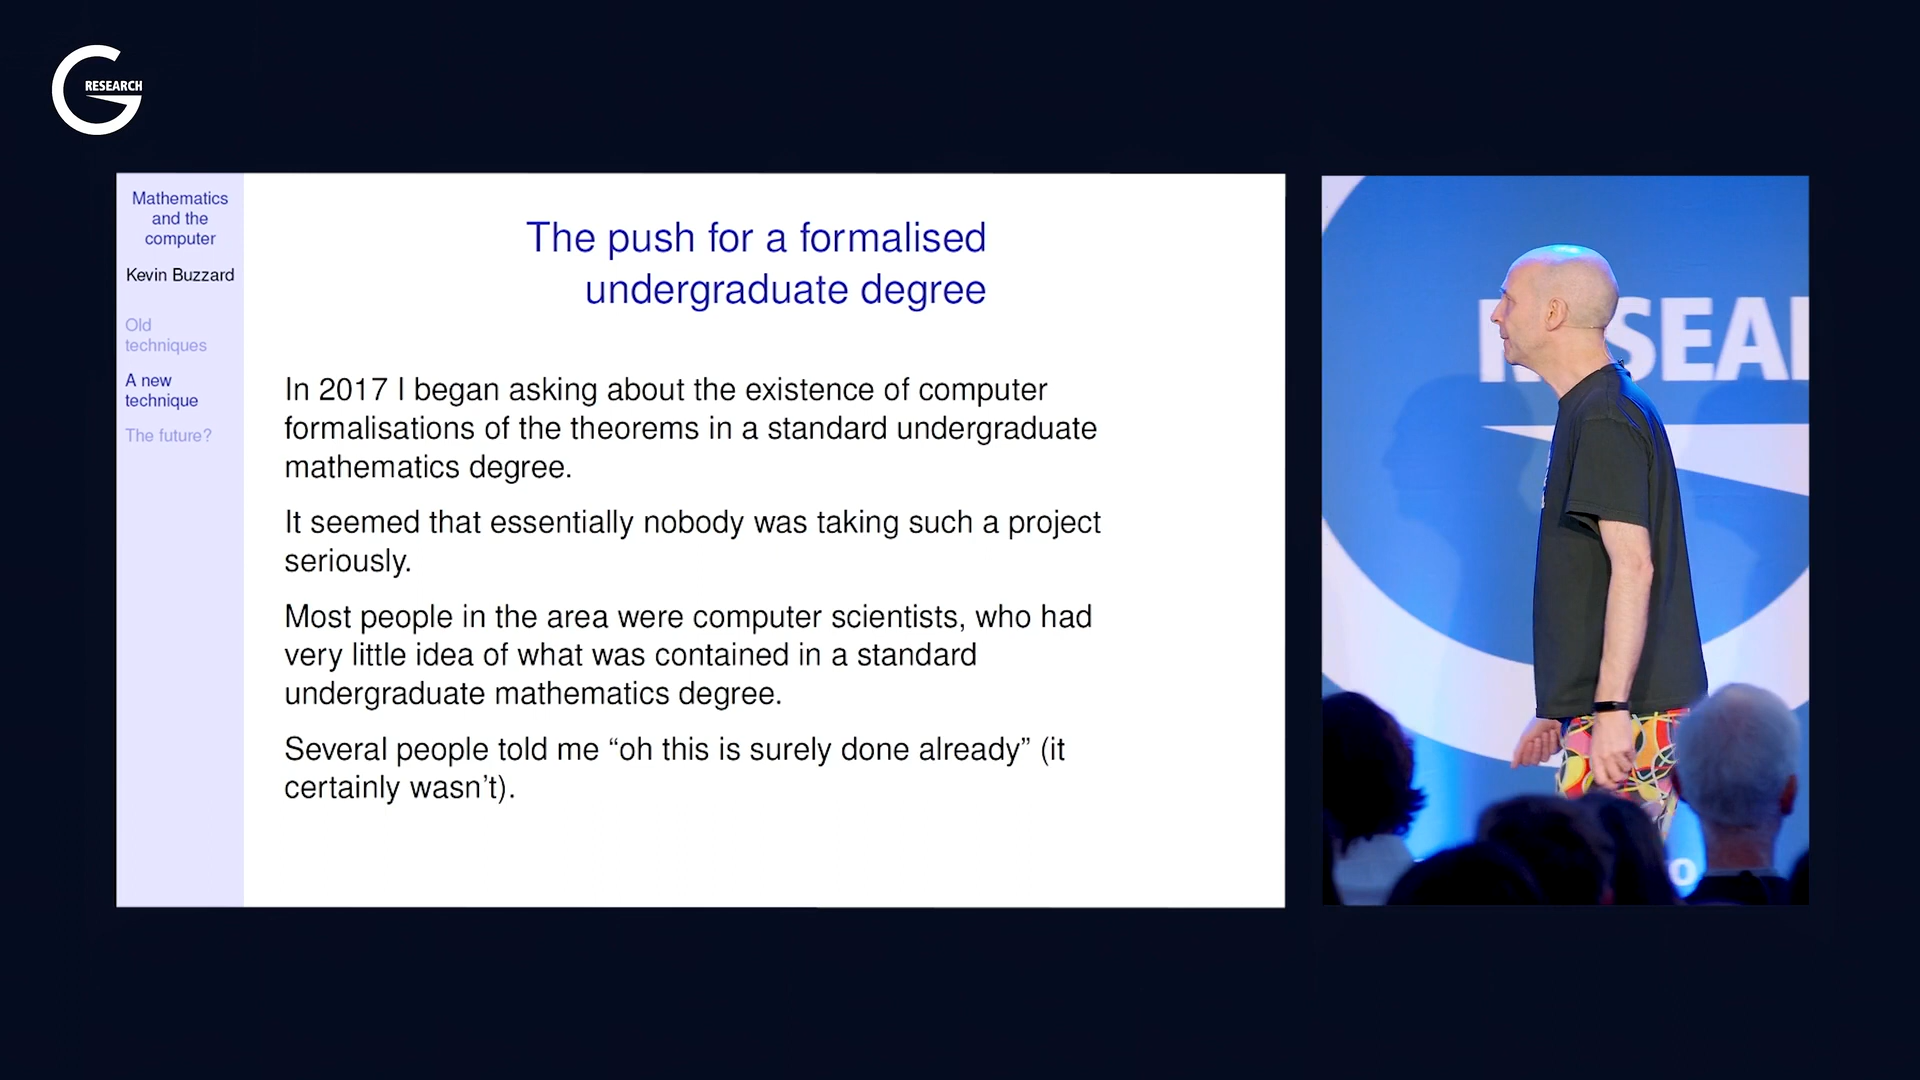 RESEARCH
Mathematics
and the
computer
Kevin Buzzard
Old
techniques
A new
technique
The future?
The push for a formalised
undergraduate degree
In 2017 I began asking about the existence of computer
formalisations of the theorems in a standard undergraduate
mathematics degree.
It seemed that essentially nobody was taking such a project
seriously.
Most people in the area were computer scientists, who had
very little idea of what was contained in a standard
undergraduate mathematics degree.
Several people told me “oh this is surely done already” (it
certainly wasn’t).